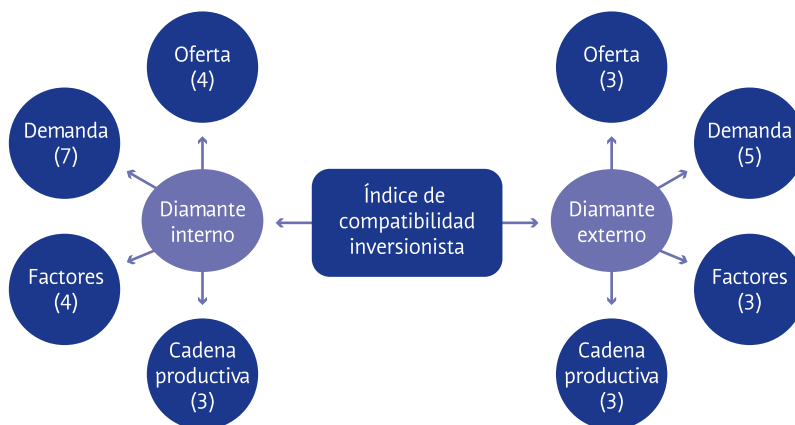 Oferta
(4)
Demanda
(7)
Diamante
interno
Factores
(4)
Cadena
productiva
(3)
Índice de
compatibilidad
inversionista
Oferta
(3)
Demanda
(5)
Diamante
externo
Factores
(3)
Cadena
productiva
(3)